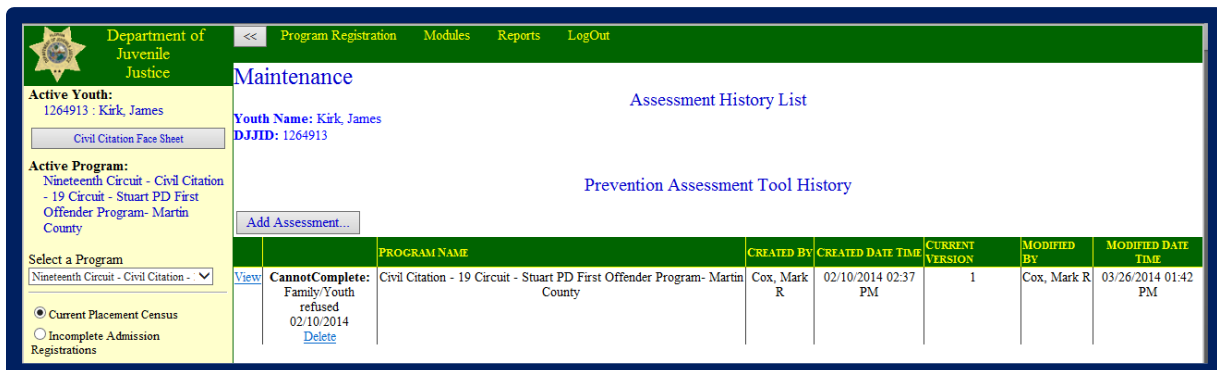 Department of
Juvenile
Justice
Active Youth:
1264913 : Kirk, James
Civil Citation Face Sheet
Active Program:
Nineteenth Circuit - Civil Citation
- 19 Circuit - Stuart PD First
Offender Program- Martin
County
Select a Program
Nineteenth Circuit - Civil Citation -
Current Placement Census
Incomplete Admission
Registrations
<< Program Registration Modules Reports LogOut
Maintenance
Assessment History List
Youth Name: Kirk, James
DJJID: 1264913
Prevention Assessment Tool History
Add Assessment...
PROGRAM NAME CREATED BY CREATED DATE TIME CURRENT VERSION MODIFIED BY MODIFIED DATE TIME
View CannotComplete: Civil Citation - 19 Circuit - Stuart PD First Offender Program- Martin Cox, Mark 02/10/2014 02:37 1 Cox, Mark R 03/26/2014 01:42
Family/Youth County R PM PM
refused
02/10/2014
Delete